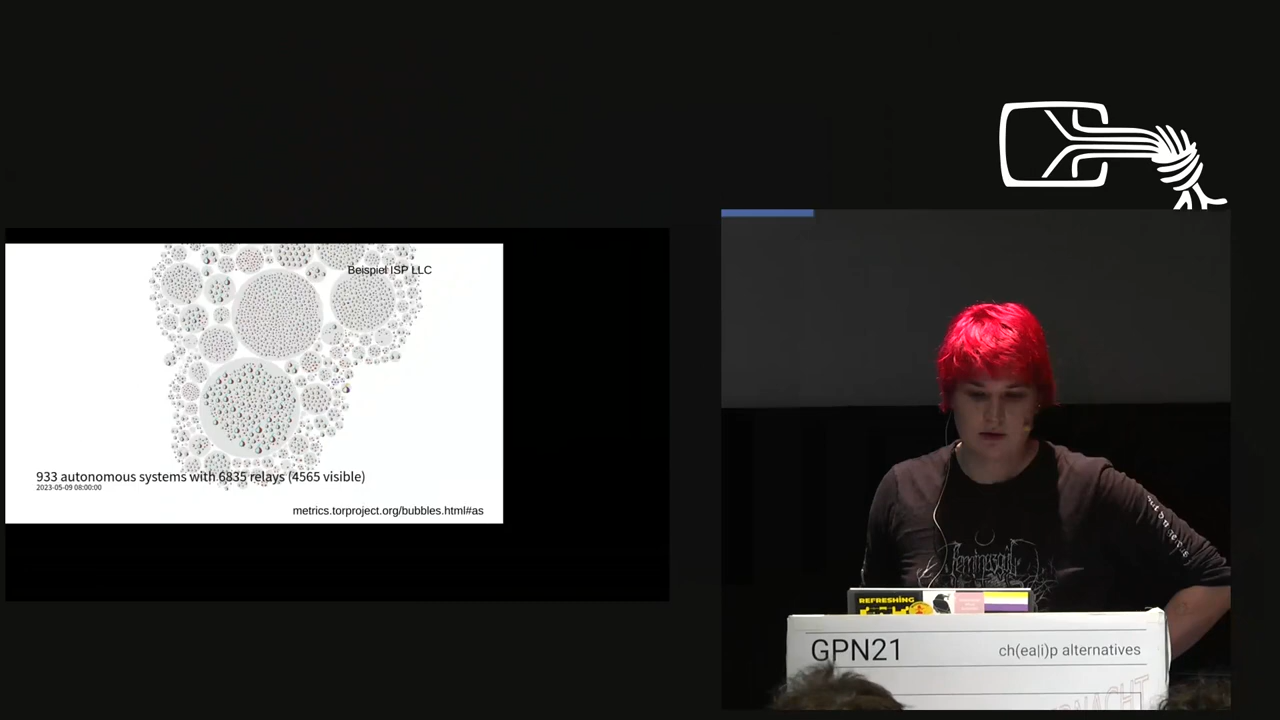 Beispiel ISP LLC
933 autonomous systems with 6835 relays (4565 visible)
2023-05-09 08:00:00
metrics.torproject.org/bubbles.html#as
REFRESHING
GPN21
ch(ea|i)p alternatives